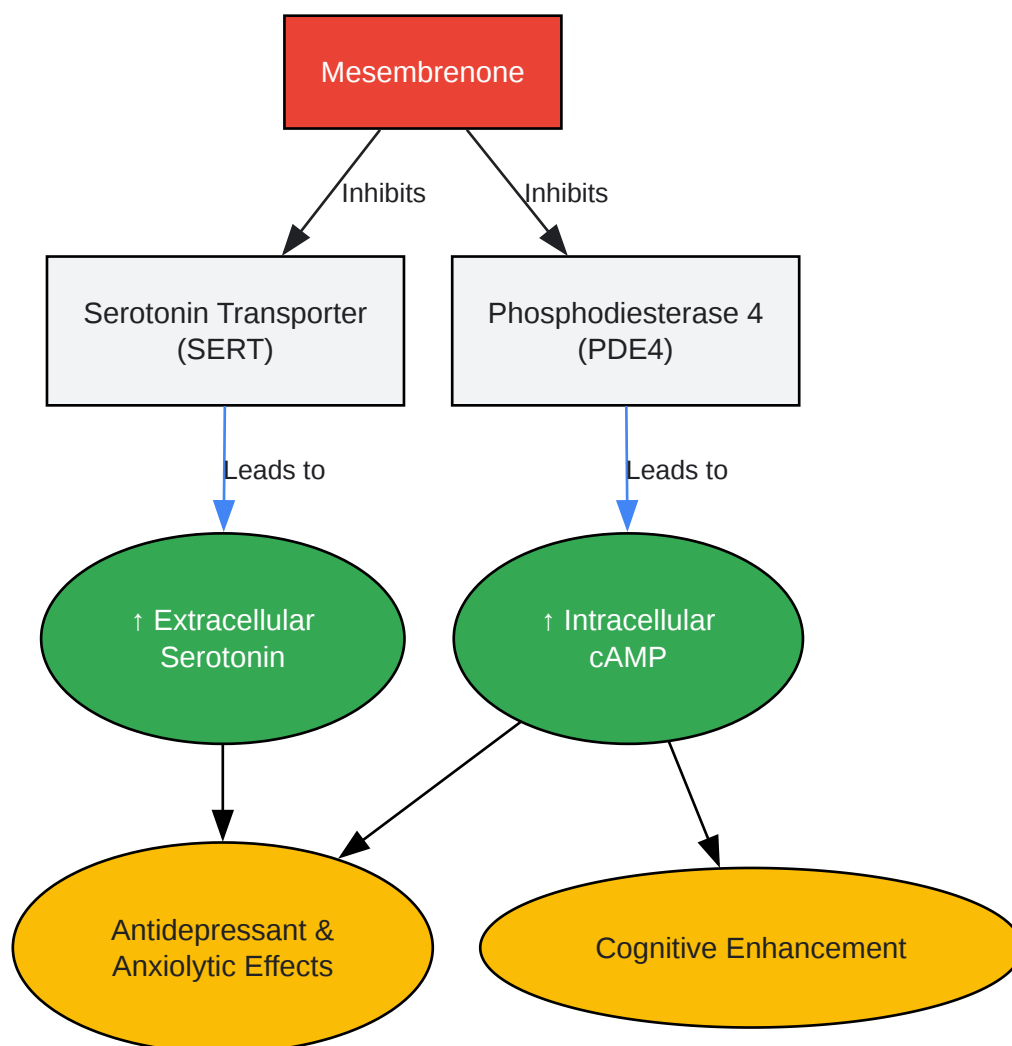 Mesembrenone
Inhibits
Inhibits
Serotonin Transporter
(SERT)
Phosphodiesterase 4
(PDE4)
Leads to
Leads to
↑ Extracellular
Serotonin
↑ Intracellular
cAMP
Antidepressant &
Anxiolytic Effects
Cognitive Enhancement